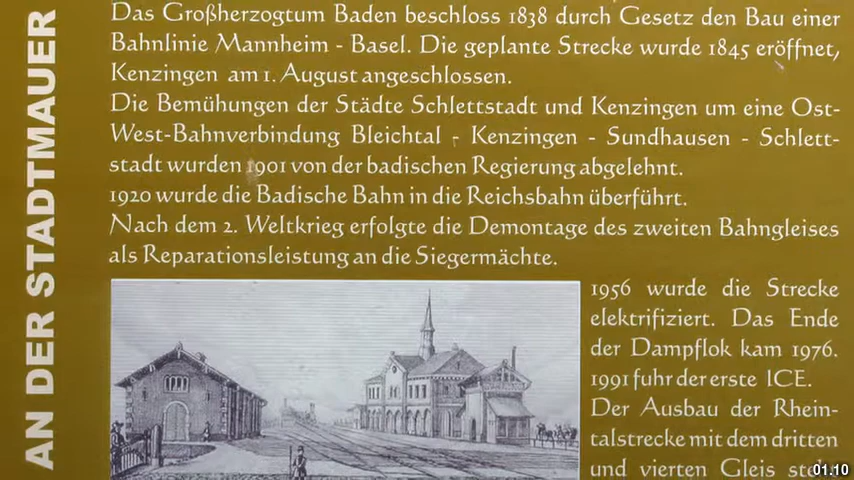 AN DER STADTMAUER
Das Großherzogtum Baden beschloss 1838 durch Gesetz den Bau einer
Bahnlinie Mannheim - Basel. Die geplante Strecke wurde 1845 eröffnet,
Kenzingen am 1. August angeschlossen.
Die Bemühungen der Städte Schlettstadt und Kenzingen um eine Ost-
West-Bahnverbindung Bleichtal - Kenzingen - Sundhausen - Schlett-
stadt wurden 1901 von der badischen Regierung abgelehnt.
1920 wurde die Badische Bahn in die Reichsbahn überführt.
Nach dem 2. Weltkrieg erfolgte die Demontage des zweiten Bahngleises
als Reparationsleistung an die Siegermächte.
1956 wurde die Strecke
elektrifiziert. Das Ende
der Dampflok kam 1976.
1991 fuhr der erste ICE.
Der Ausbau der Rhein-
talstrecke mit dem dritten
und vierten Gleis
01.10